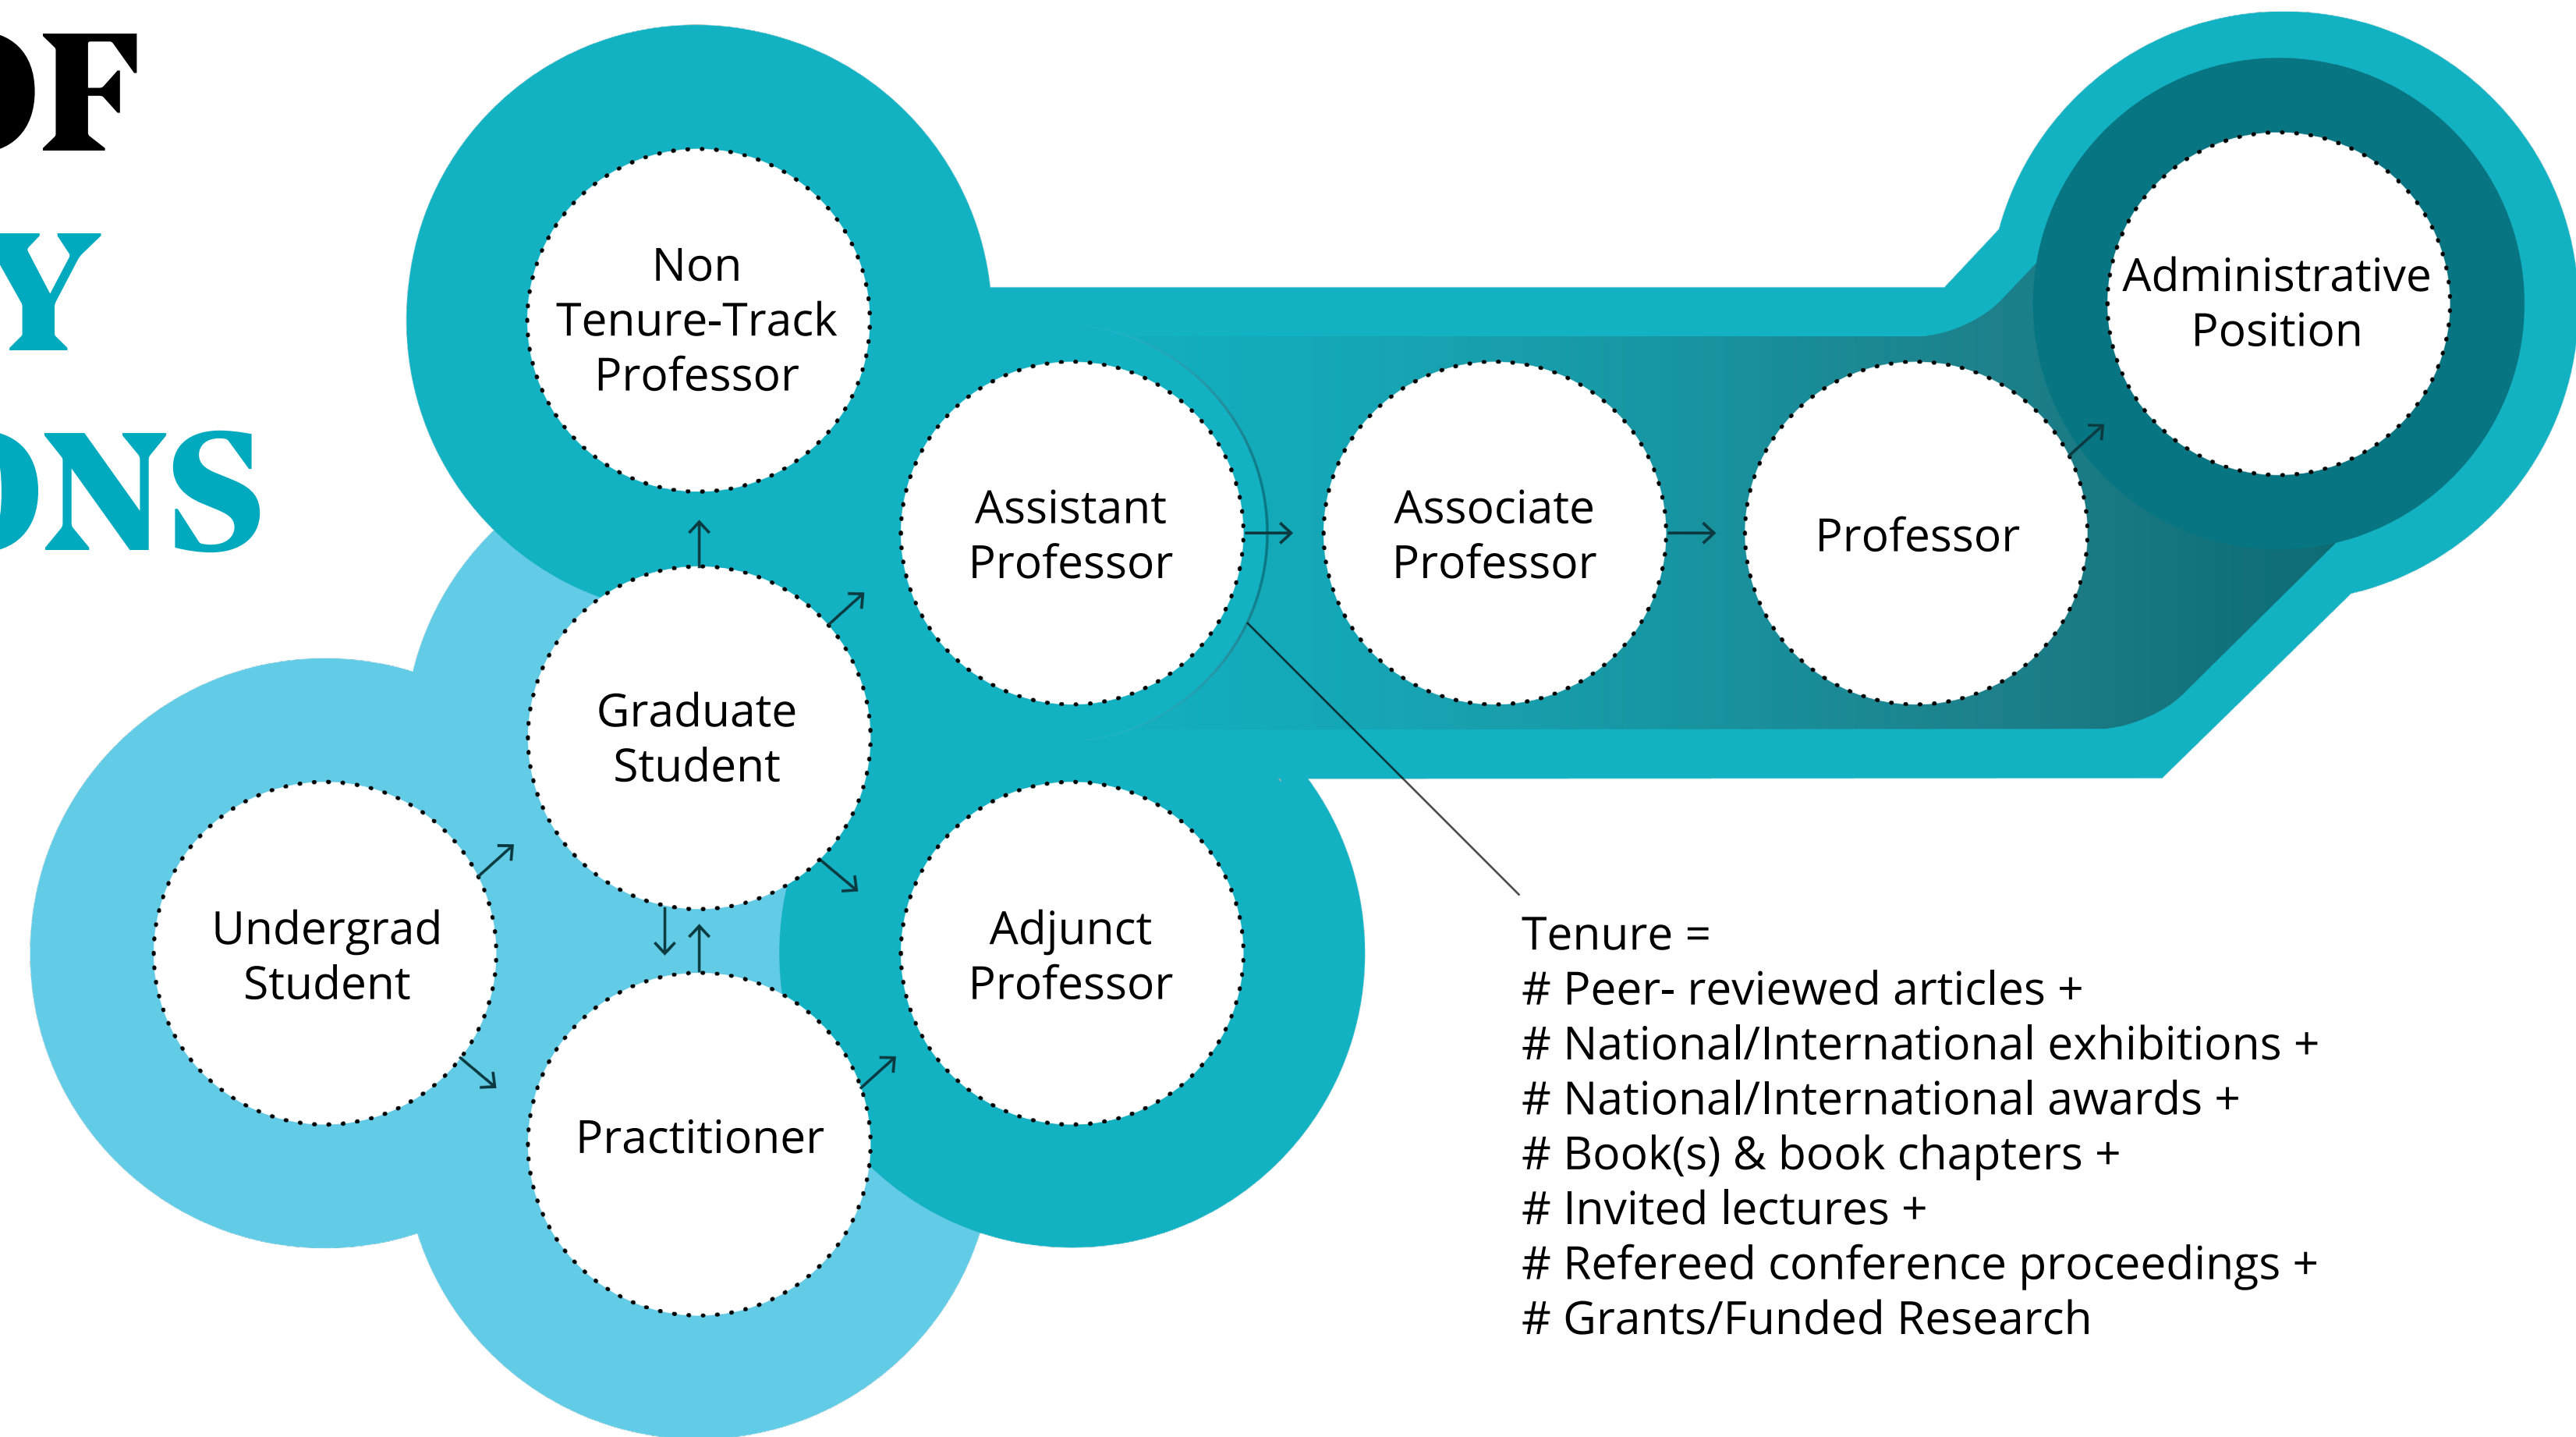 OF
Y
ONS
Non
Tenure-Track
Professor
Administrative
Position
Assistant
Professor
Associate
Professor
Professor
Graduate
Student
Undergrad
Student
Adjunct
Professor
Practitioner
Tenure =
# Peer- reviewed articles +
# National/International exhibitions +
# National/International awards +
# Book(s) & book chapters +
# Invited lectures +
# Refereed conference proceedings +
# Grants/Funded Research